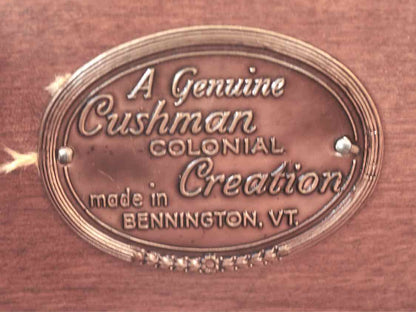 A Genuine
Cushman
COLONIAL
Creation
made in
BENNINGTON, VT.